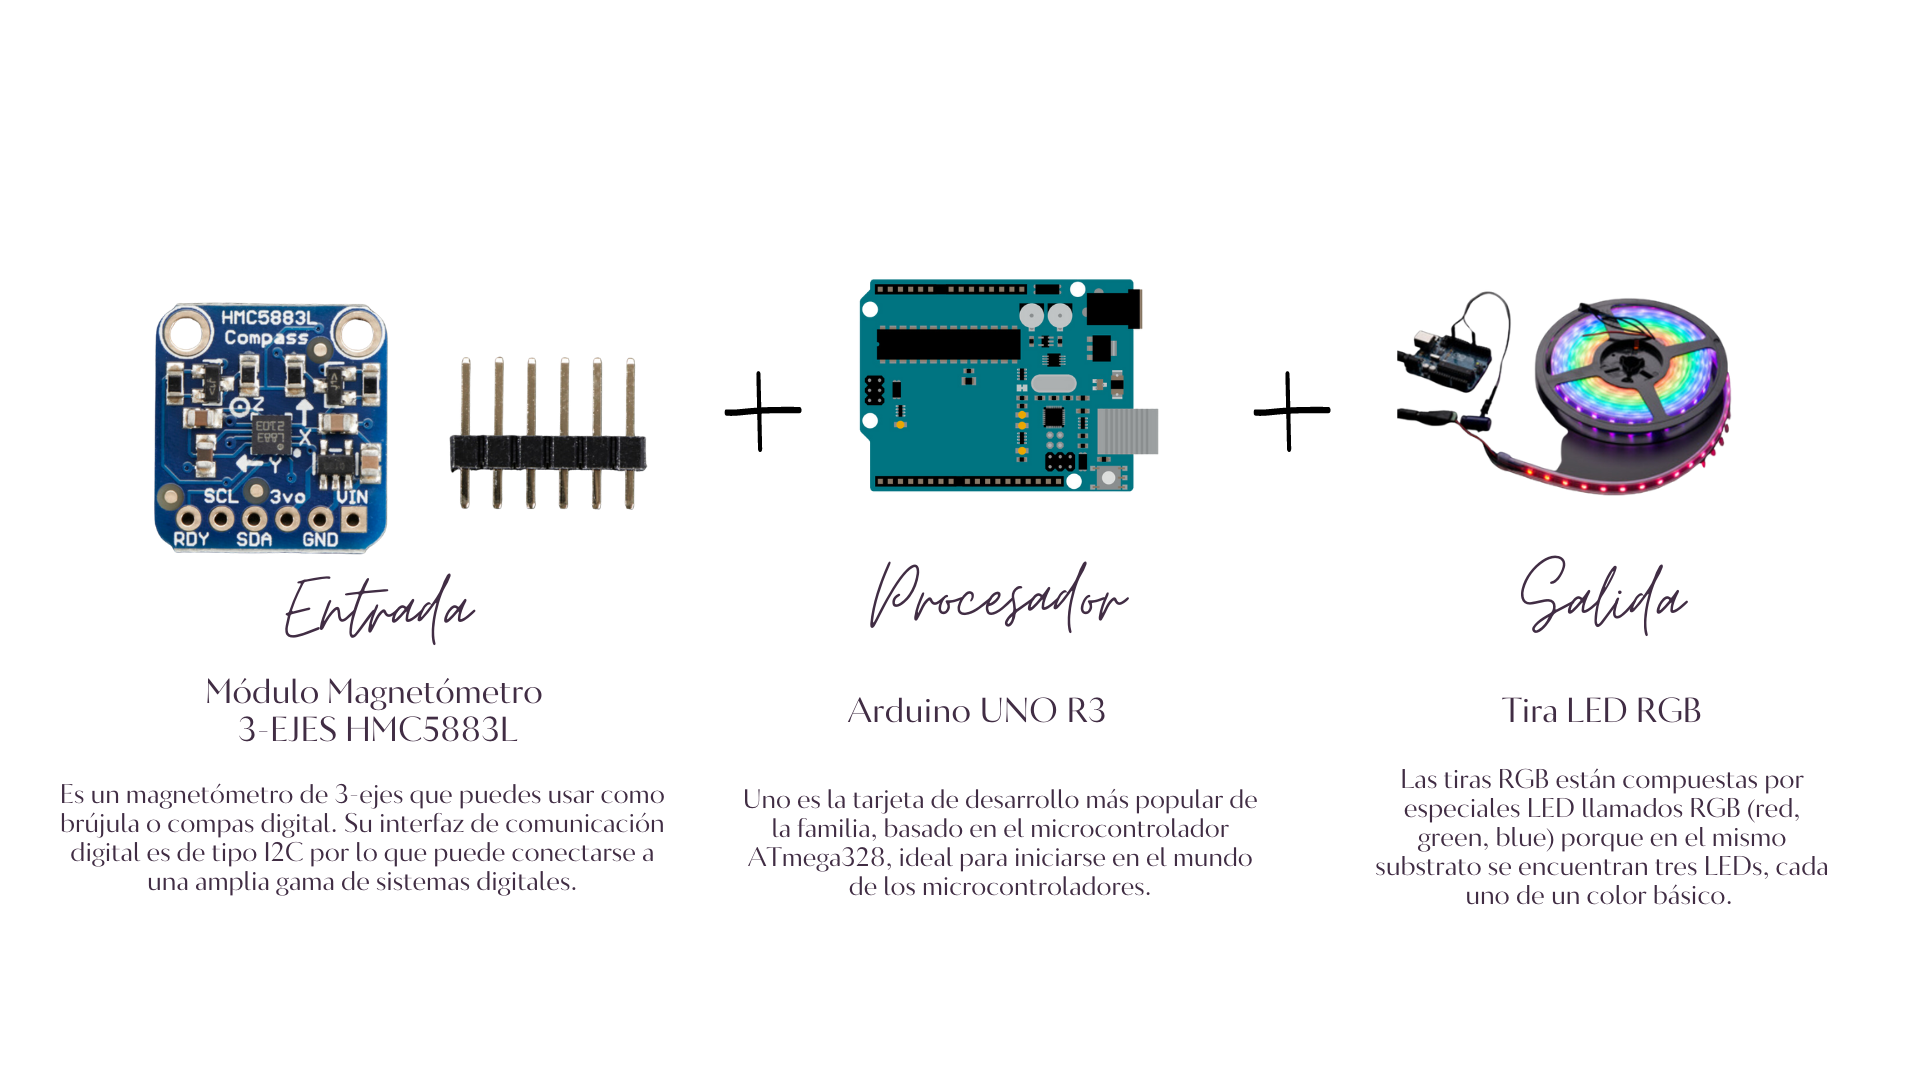 HMC5883L
Compass
Z
X
L883
2103
Y
SCL
3vo
VIN
RDY
SDA
GND
Entrada
Módulo Magnetómetro
3-EJES HMC5883L
Es un magnetómetro de 3-ejes que puedes usar como
brújula o compas digital. Su interfaz de comunicación
digital es de tipo I2C por lo que puede conectarse a
una amplia gama de sistemas digitales.
Procesador
Arduino UNO R3
Uno es la tarjeta de desarrollo más popular de
la familia, basado en el microcontrolador
ATmega328, ideal para iniciarse en el mundo
de los microcontroladores.
Salida
Tira LED RGB
Las tiras RGB están compuestas por
especiales LED llamados RGB (red,
green, blue) porque en el mismo
substrato se encuentran tres LEDs, cada
uno de un color básico.